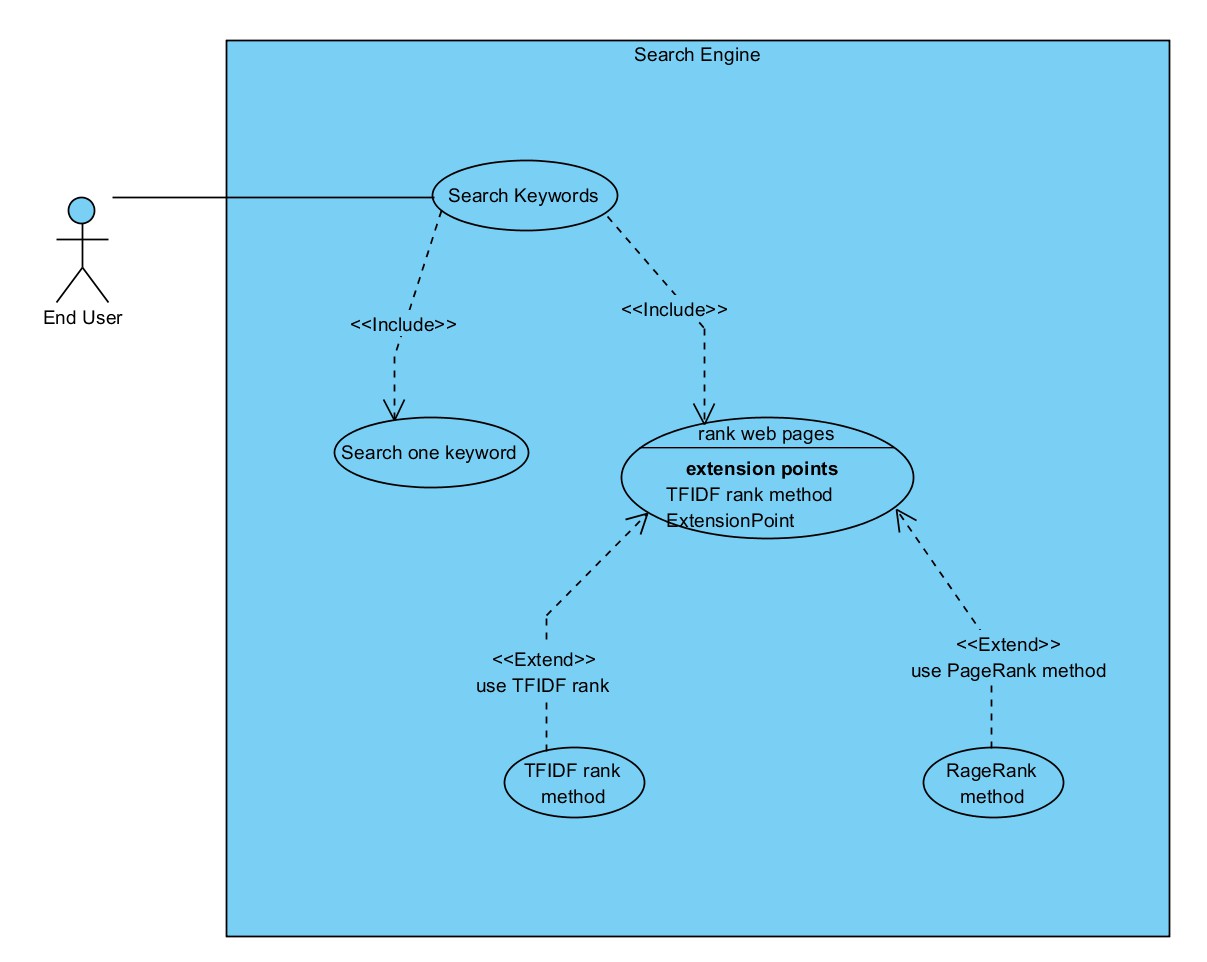 Search Engine
Search Keywords
End User
<<Include>>
<<Include>>
Search one keyword
rank web pages
extension points
TFIDF rank method
ExtensionPoint
<<Extend>>
use TFIDF rank
<<Extend>>
use PageRank method
TFIDF rank
method
RageRank
method